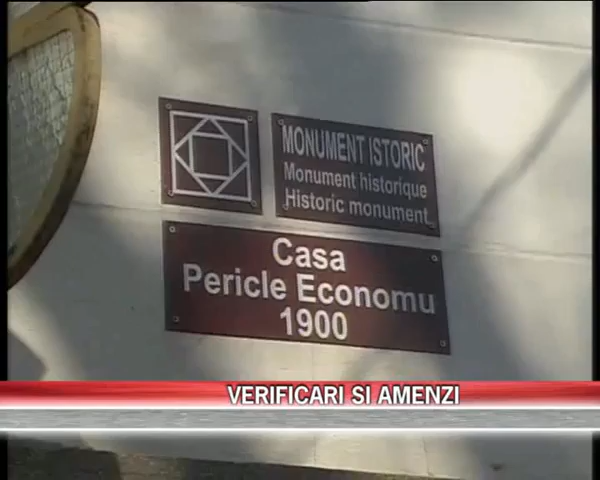 MONUMENT ISTORIC
Monument historique
Historic monument
Casa
Pericle Economu
1900
VERIFICARI SI AMENZI